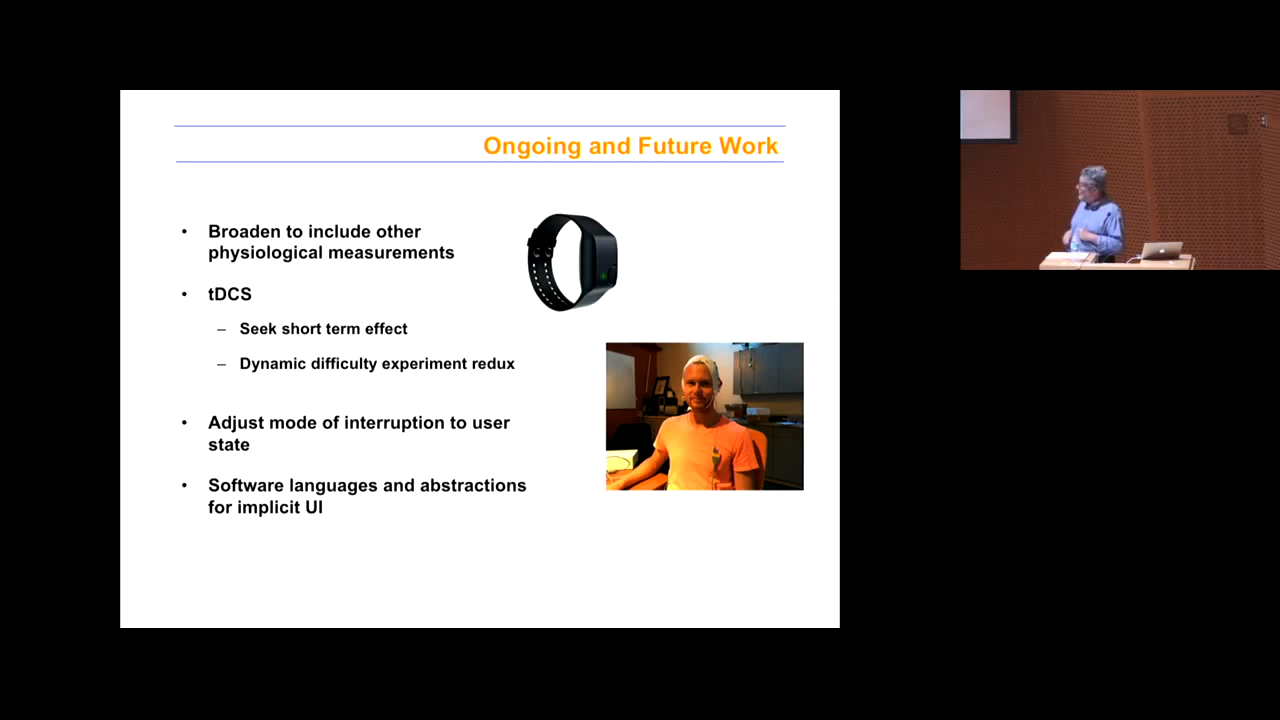 Ongoing and Future Work
• Broaden to include other
physiological measurements
• tDCS
– Seek short term effect
– Dynamic difficulty experiment redux
• Adjust mode of interruption to user
state
• Software languages and abstractions
for implicit UI